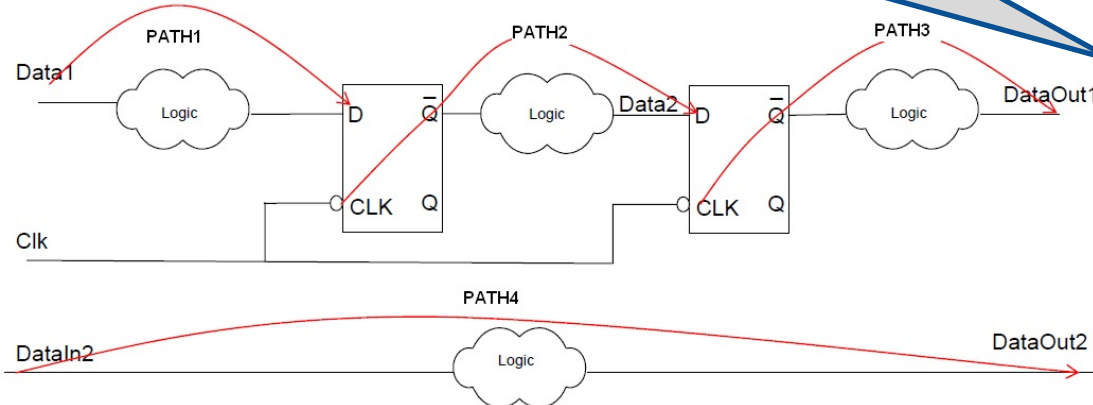 PATH1
PATH2
PATH3
Data1
Logic
D
Q
Logic
Data2
D
Q
Logic
DataOut1
CLK
Q
CLK
Q
Clk
PATH4
DataIn2
Logic
DataOut2